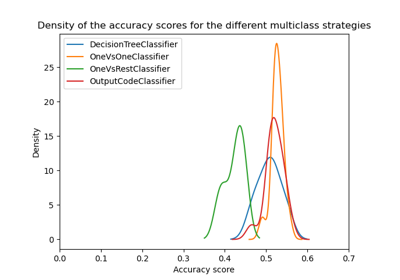 Density of the accuracy scores for the different multiclass strategies
DecisionTreeClassifier
OneVsOneClassifier
OneVsRestClassifier
OutputCodeClassifier
25
20
15
10
5
0
Density
0.0 0.1 0.2 0.3 0.4 0.5 0.6 0.7
Accuracy score